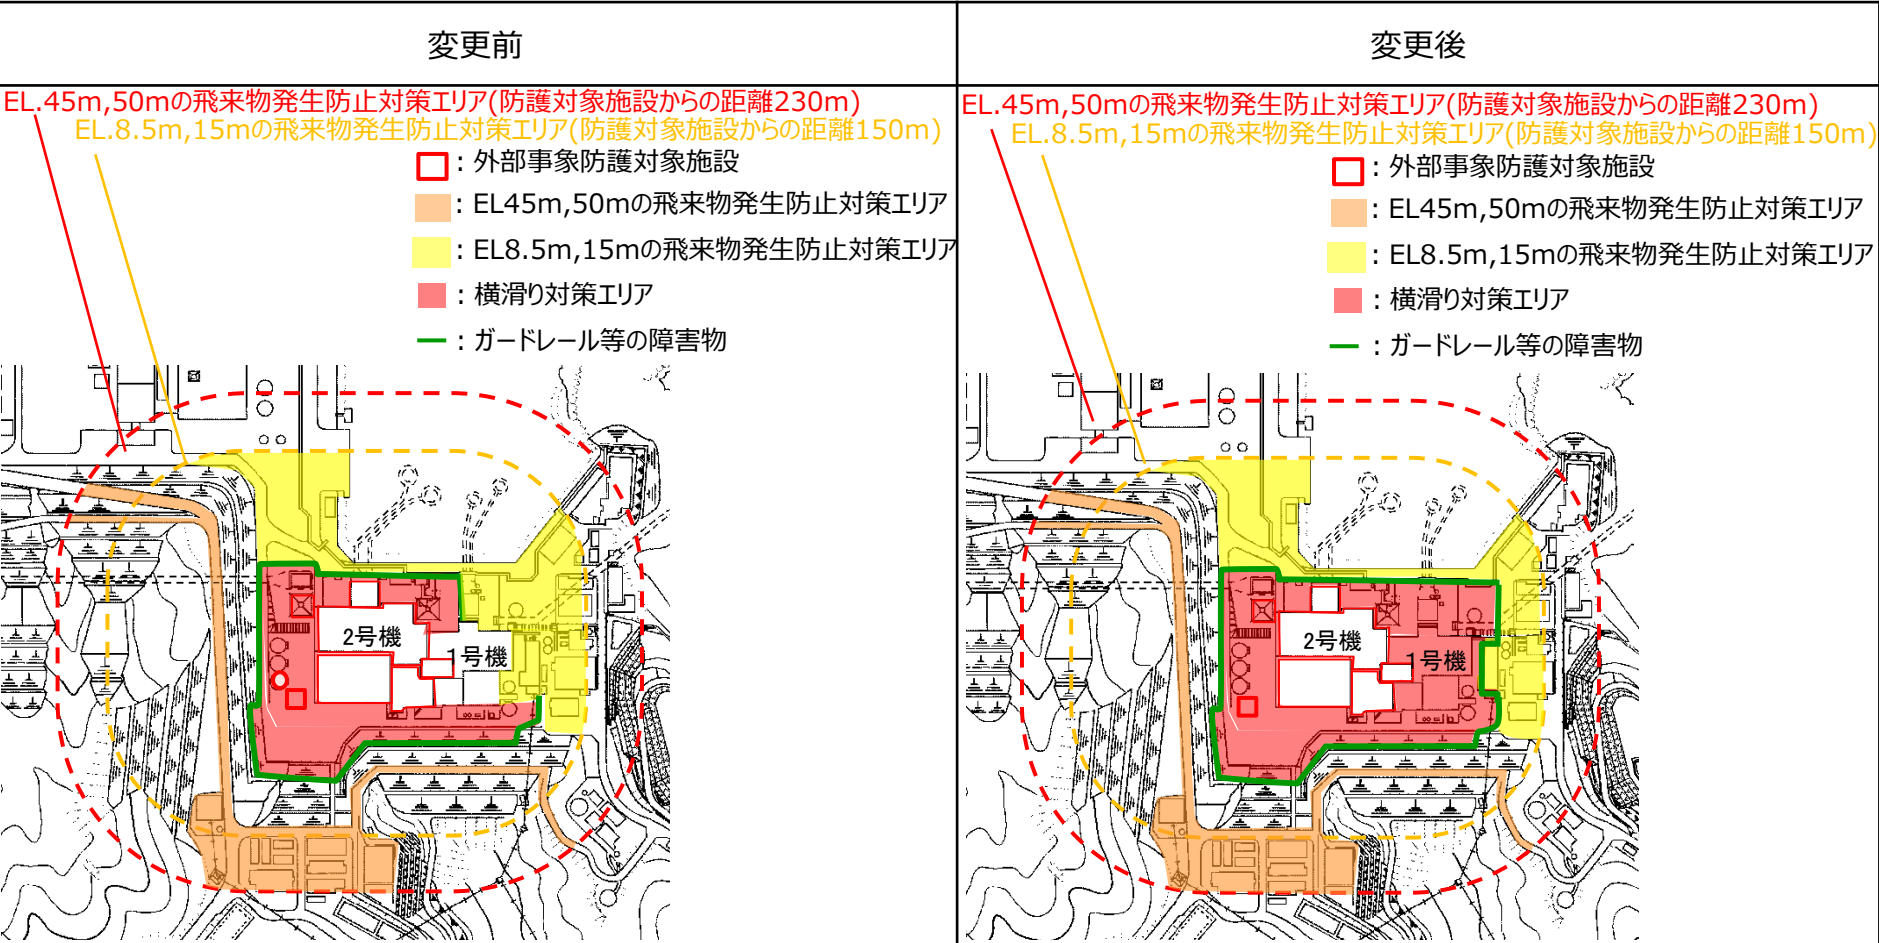 変更前
変更後
EL.45m,50mの飛来物発生防止対策エリア(防護対象施設からの距離230m)
EL.8.5m,15mの飛来物発生防止対策エリア(防護対象施設からの距離150m)
：外部事象防護対象施設
：EL45m,50mの飛来物発生防止対策エリア
：EL8.5m,15mの飛来物発生防止対策エリア
：横滑り対策エリア
：ガードレール等の障害物
2号機
1号機
EL.45m,50mの飛来物発生防止対策エリア(防護対象施設からの距離230m)
EL.8.5m,15mの飛来物発生防止対策エリア(防護対象施設からの距離150m)
：外部事象防護対象施設
：EL45m,50mの飛来物発生防止対策エリア
：EL8.5m,15mの飛来物発生防止対策エリア
：横滑り対策エリア
：ガードレール等の障害物
2号機
1号機